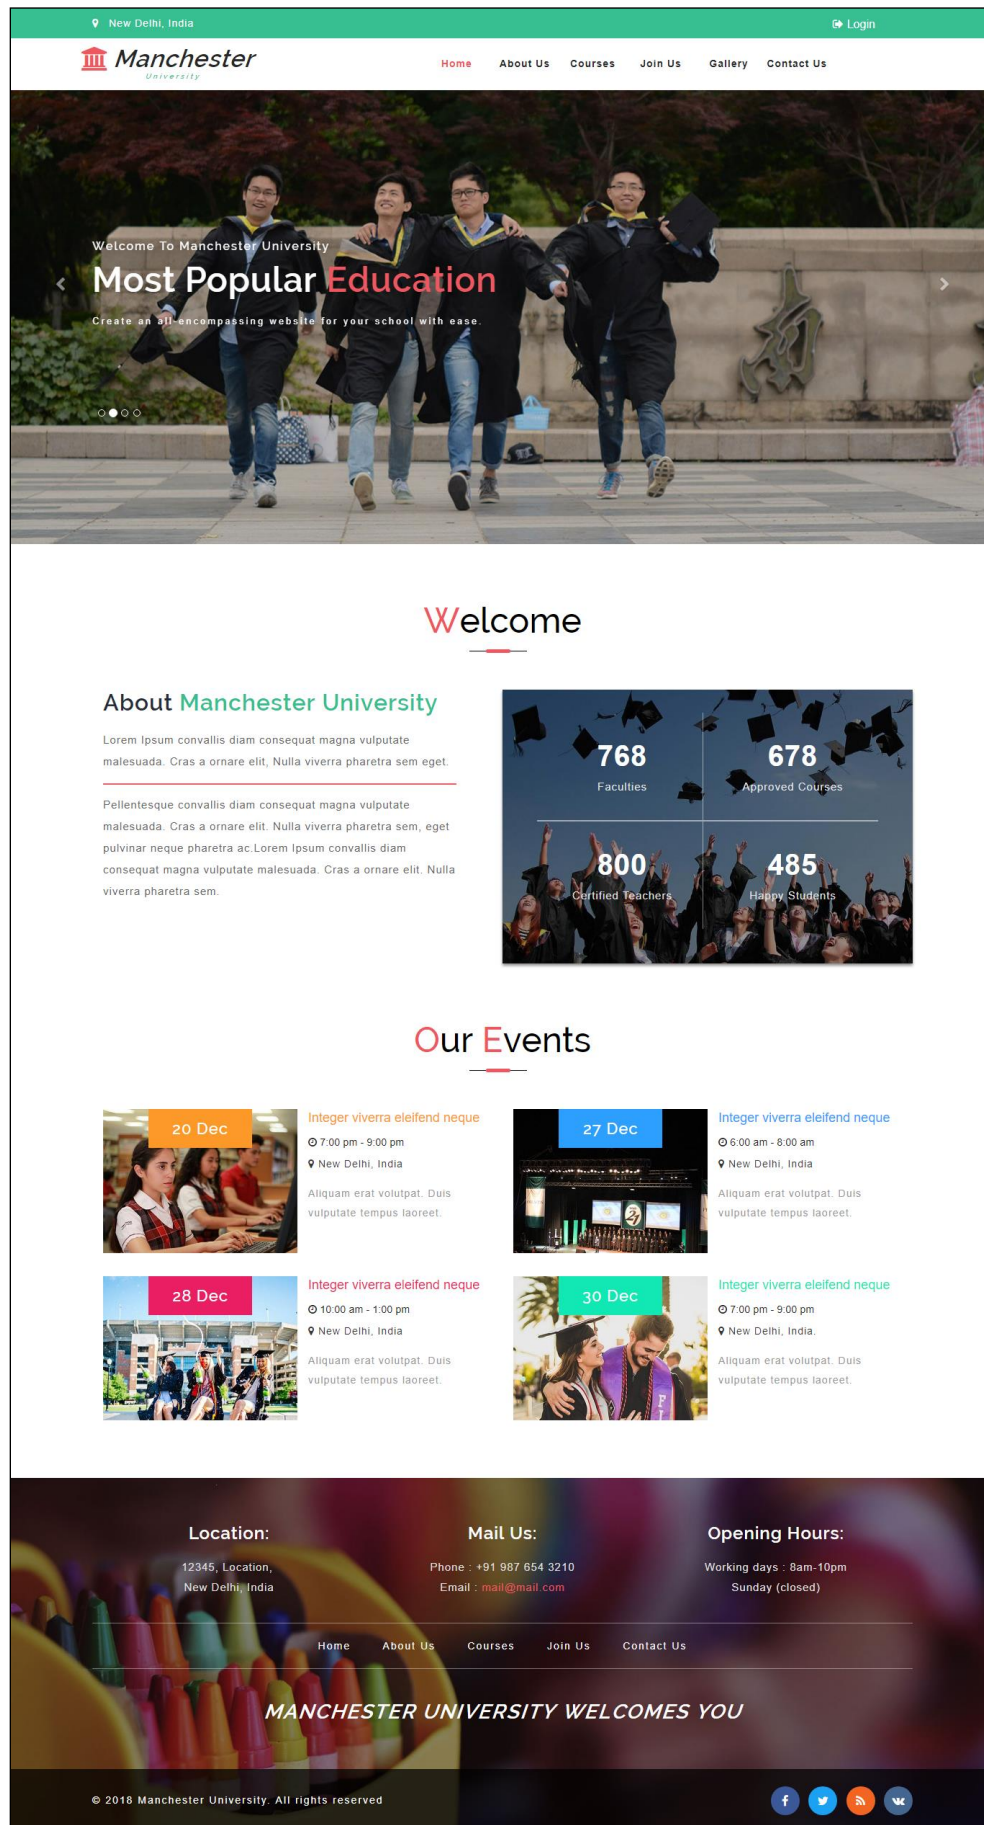 New Delhi, India
Login
Manchester
University
Home About Us Courses Join Us Gallery Contact Us
Welcome To Manchester University
Most Popular Education
Create an all-encompassing website for your school with ease.
Welcome
About Manchester University
Lorem Ipsum convallis diam consequat magna vulputate
malesuada. Cras a ornare elit, Nulla viverra pharetra sem eget.
Pellentesque convallis diam consequat magna vulputate
malesuada. Cras a ornare elit. Nulla viverra pharetra sem, eget
pulvinar neque pharetra ac.Lorem Ipsum convallis diam
consequat magna vulputate malesuada. Cras a ornare elit. Nulla
viverra pharetra sem.
768
Faculties
678
Approved Courses
800
Certified Teachers
485
Happy Students
Our Events
20 Dec
Integer viverra eleifend neque
7:00 pm - 9:00 pm
New Delhi, India
Aliquam erat volutpat. Duis
vulputate tempus laoreet.
27 Dec
Integer viverra eleifend neque
6:00 am - 8:00 am
New Delhi, India
Aliquam erat volutpat. Duis
vulputate tempus laoreet.
28 Dec
Integer viverra eleifend neque
10:00 am - 1:00 pm
New Delhi, India
Aliquam erat volutpat. Duis
vulputate tempus laoreet.
30 Dec
Integer viverra eleifend neque
7:00 pm - 9:00 pm
New Delhi, India.
Aliquam erat volutpat. Duis
vulputate tempus laoreet.
Location:
12345, Location,
New Delhi, India
Mail Us:
Phone : +91 987 654 3210
Email : mail@mail.com
Opening Hours:
Working days : 8am-10pm
Sunday (closed)
Home About Us Courses Join Us Contact Us
MANCHESTER UNIVERSITY WELCOMES YOU
© 2018 Manchester University. All rights reserved